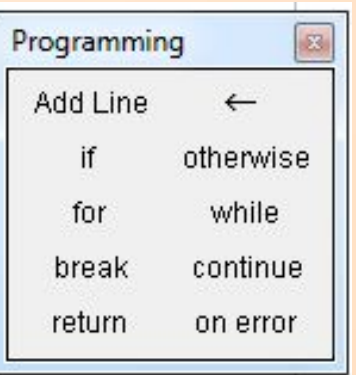 Programming
Add Line ←
if otherwise
for while
break continue
return on error